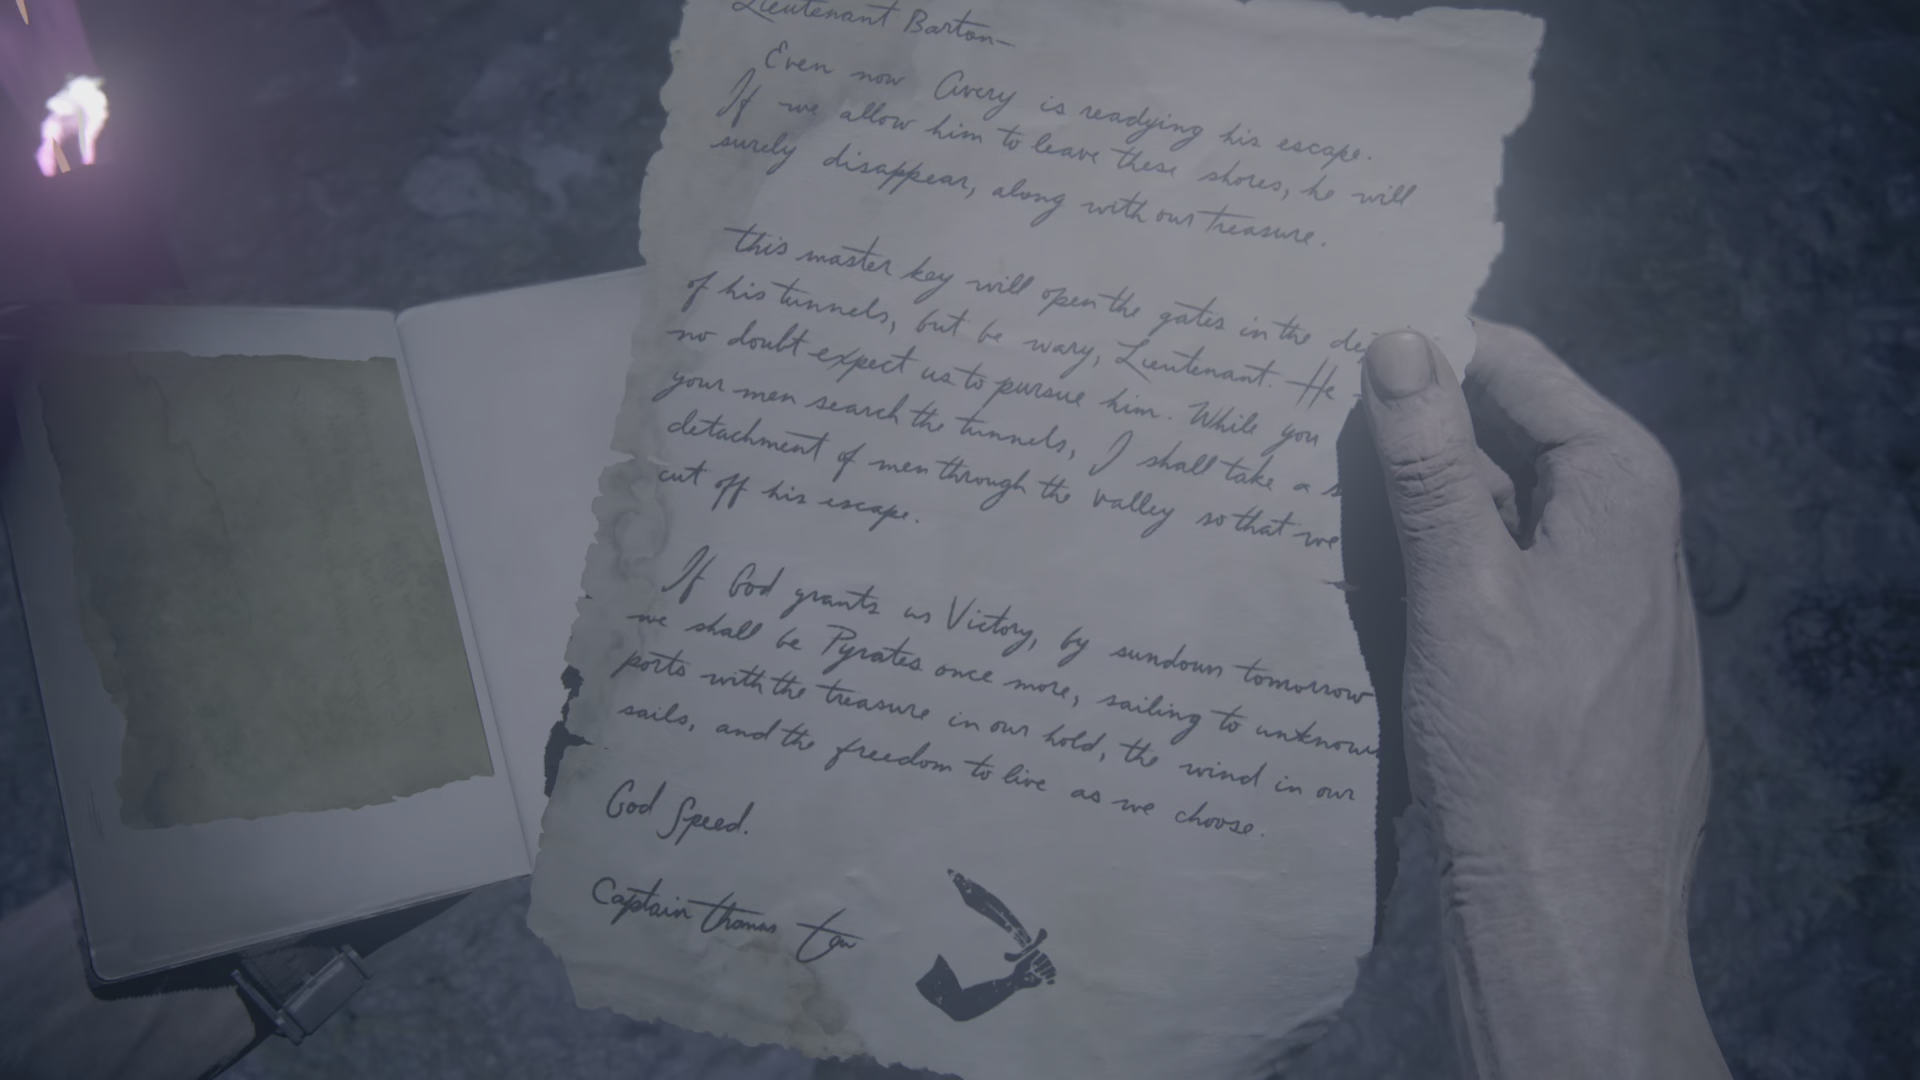 Lieutenant Barton—
Even now Avery is readying his escape.
If we allow him to leave these shores, he will
surely disappear, along with our treasure.
This master key will open the gates in the
of his tunnels, but be wary, Lieutenant. He
no doubt expect us to pursue him. While you
your men search the tunnels, I shall take a
detachment of men through the valley so that we
cut off his escape.
If God grants us Victory, by sundown tomorrow
we shall be Pyrates once more, sailing to unknown
ports with the treasure in our hold, the wind in our
sails, and the freedom to live as we choose.
God Speed.
Captain Thomas Tew